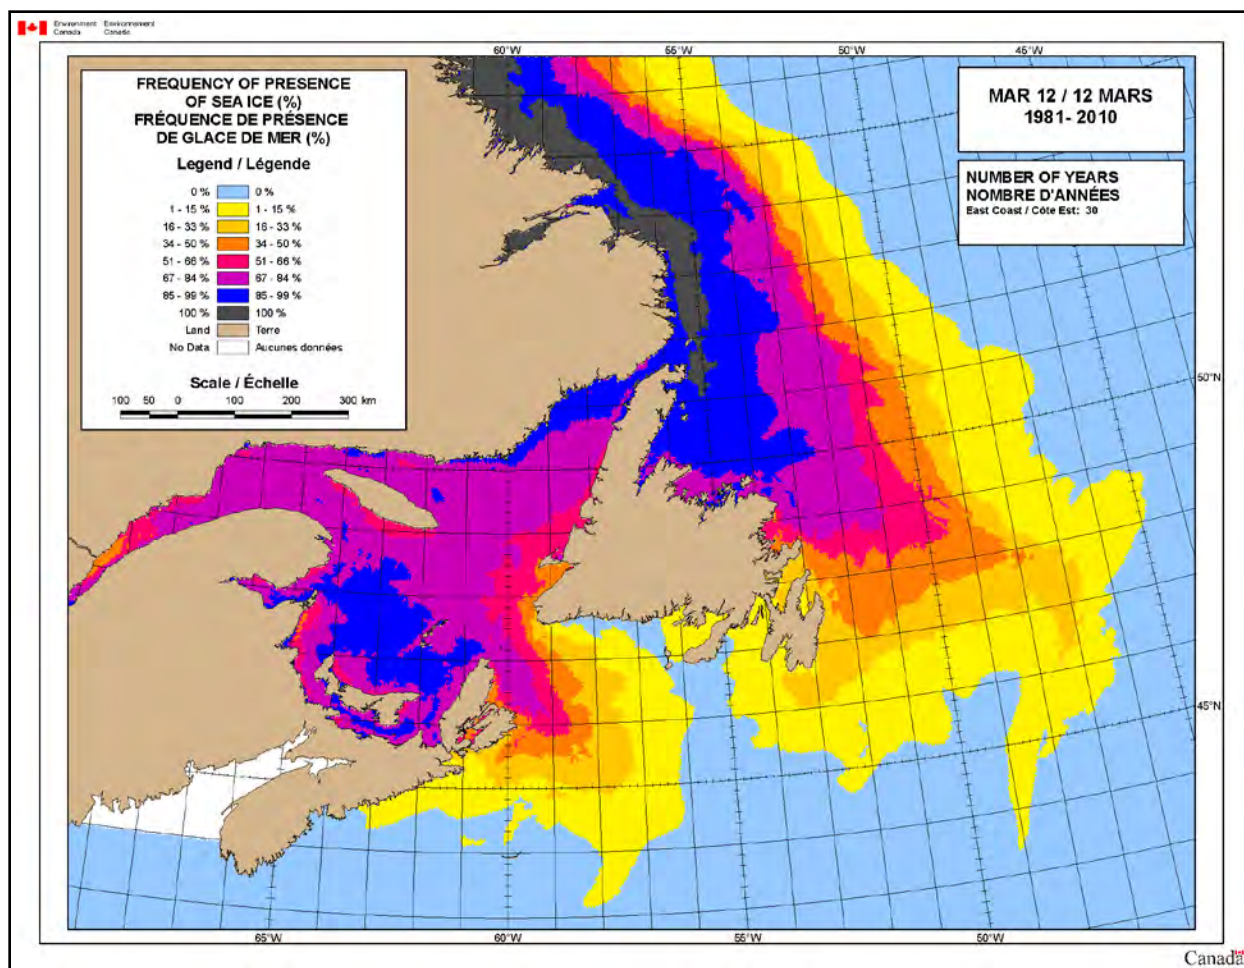 Environment Environnement
Canada Canada
60°W 55°W 50°W 45°W
FREQUENCY OF PRESENCE
OF SEA ICE (%)
FRÉQUENCE DE PRÉSENCE
DE GLACE DE MER (%)
Legend / Légende
0 % 0 %
1 - 15 % 1 - 15 %
16 - 33 % 16 - 33 %
34 - 50 % 34 - 50 %
51 - 66 % 51 - 66 %
67 - 84 % 67 - 84 %
85 - 99 % 85 - 99 %
100 % 100 %
Land Terre
No Data Aucunes données
Scale / Échelle
100 50 0 100 200 300 km
MAR 12 / 12 MARS
1981- 2010
NUMBER OF YEARS
NOMBRE D'ANNÉES
East Coast / Côte Est: 30
50°N
45°N
65°W 60°W 55°W 50°W
Canada